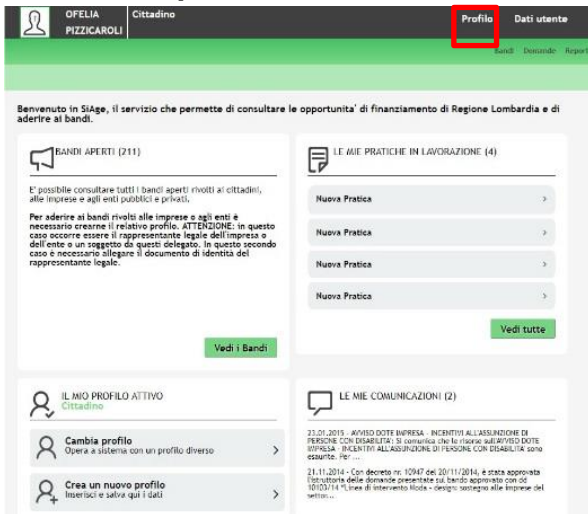 OFELIA
PIZZICAROLI
Cittadino
Profilo
Dati utente
Bandi Domande Report
Benvenuto in SiAge, il servizio che permette di consultare le opportunita' di finanziamento di Regione Lombardia e di
aderire ai bandi.
BANDI APERTI (211)
E' possibile consultare tutti i bandi aperti rivolti ai cittadini,
alle imprese e agli enti pubblici e privati.
Per aderire ai bandi rivolti alle imprese o agli enti è
necessario crearne il relativo profilo. ATTENZIONE: in questo
caso occorre essere il rappresentante legale dell'impresa o
dell'ente o un soggetto da questi delegato. In questo secondo
caso è necessario allegare il documento di identità del
rappresentante legale.
Vedi i Bandi
LE MIE PRATICHE IN LAVORAZIONE (4)
Nuova Pratica
Nuova Pratica
Nuova Pratica
Nuova Pratica
Vedi tutte
IL MIO PROFILO ATTIVO
Cittadino
Cambia profilo
Opera a sistema con un profilo diverso
Crea un nuovo profilo
Inserisci e salva qui i dati
LE MIE COMUNICAZIONI (2)
23.01.2015 - AVVISO DOTE IMPRESA - INCENTIVI ALL'ASSUNZIONE DI
PERSONE CON DISABILITA': Si comunica che le risorse sull'AVVISO DOTE
IMPRESA - INCENTIVI ALL'ASSUNZIONE DI PERSONE CON DISABILITA' sono
esaurite. Per ...
21.11.2014 - Con decreto nr. 10947 del 20/11/2014, è stata approvata
l'istruttoria delle domande presentate sul bando approvato con dd
10103/14 "Linea di intervento Moda - design: sostegno alle imprese del
settor...